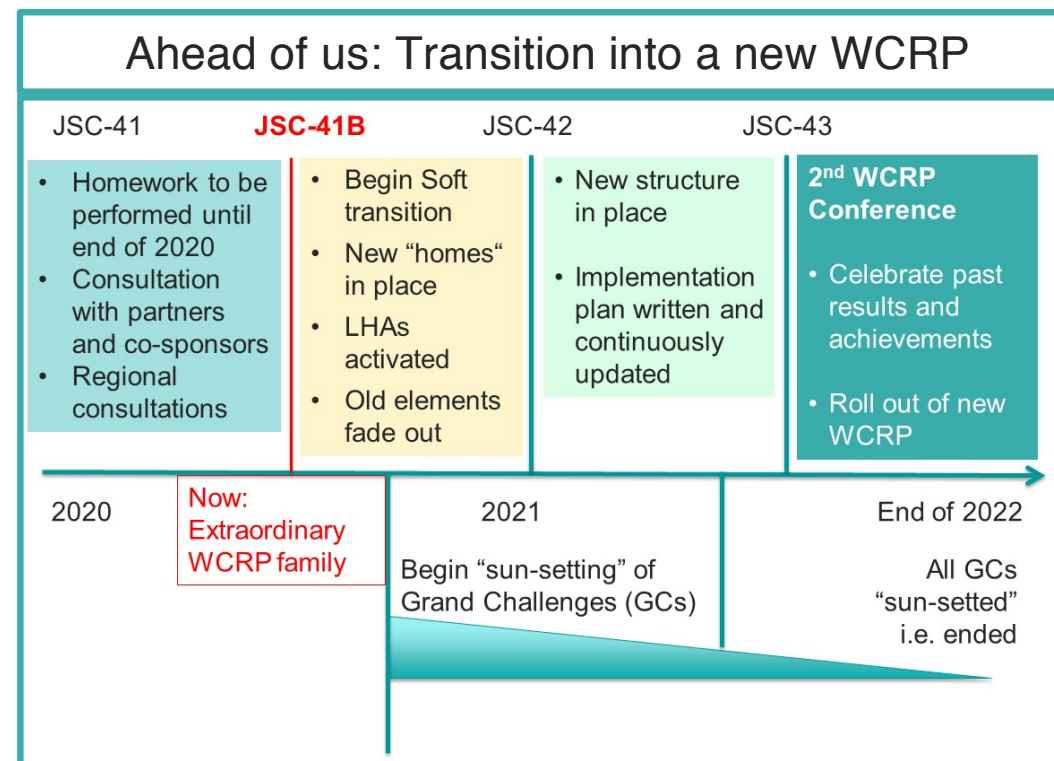 Ahead of us: Transition into a new WCRP
JSC-41
JSC-41B
JSC-42
JSC-43
• Homework to be
performed until
end of 2020
• Consultation
with partners
and co-sponsors
• Regional
consultations
• Begin Soft
transition
• New “homes“
in place
• LHAs
activated
• Old elements
fade out
• New structure
in place
• Implementation
plan written and
continuously
updated
2nd WCRP
Conference
• Celebrate past
results and
achievements
• Roll out of new
WCRP
2020
Now:
Extraordinary
WCRP family
2021
End of 2022
Begin “sun-setting” of
Grand Challenges (GCs)
All GCs
“sun-setted”
i.e. ended